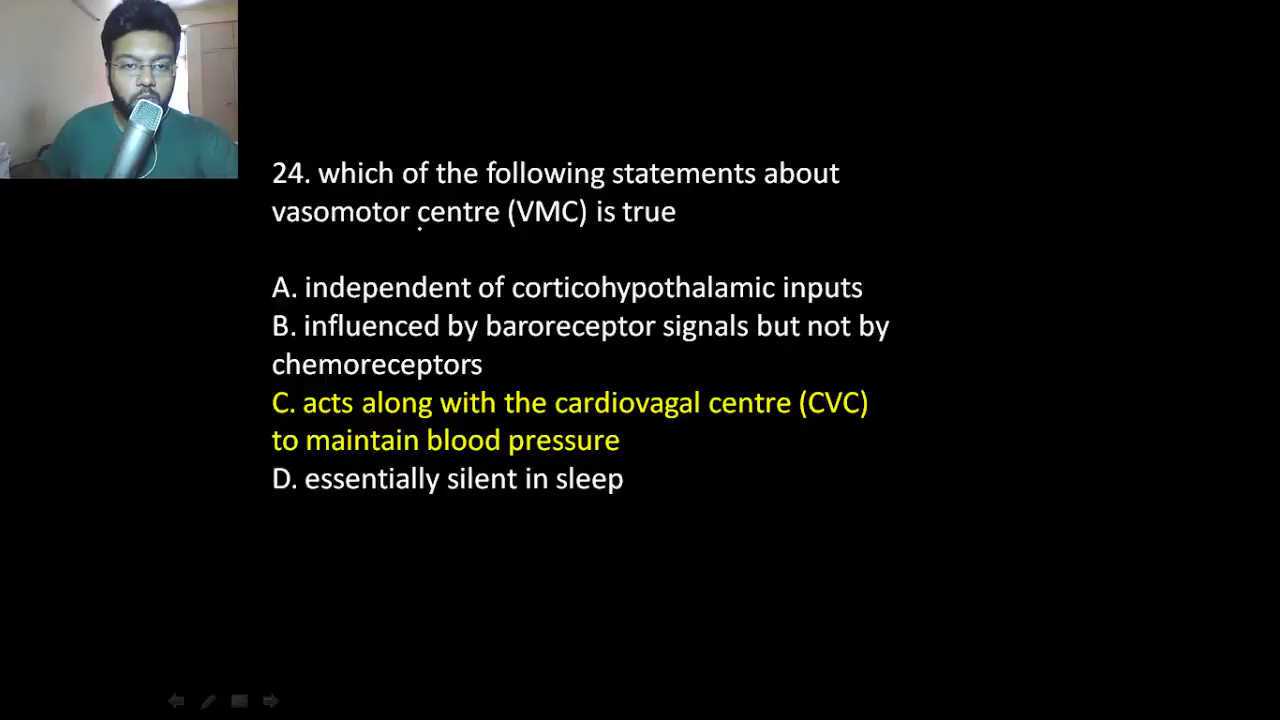 24. which of the following statements about
vasomotor centre (VMC) is true
A. independent of corticohypothalamic inputs
B. influenced by baroreceptor signals but not by
chemoreceptors
C. acts along with the cardiovagal centre (CVC)
to maintain blood pressure
D. essentially silent in sleep